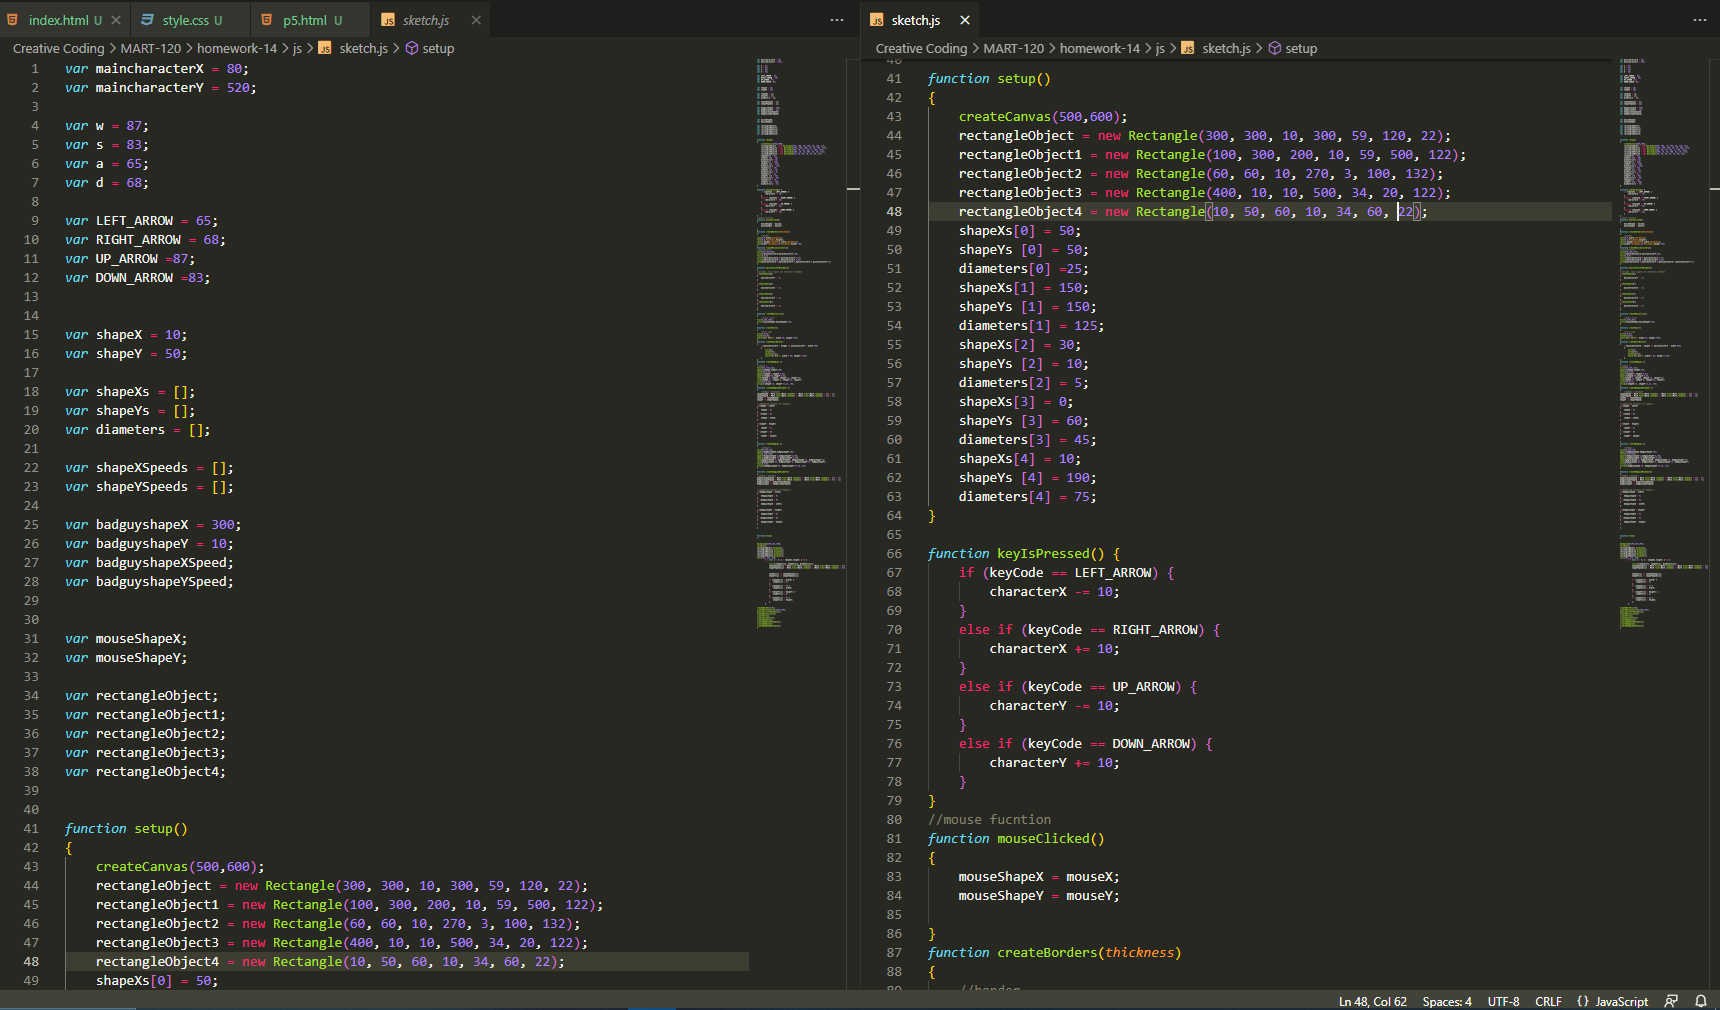 index.html U
style.css U
p5.html U
JS sketch.js
Creative Coding > MART-120 > homework-14 > js > JS sketch.js > setup
1 var maincharacterX = 80;
2 var maincharacterY = 520;
3
4 var w = 87;
5 var s = 83;
6 var a = 65;
7 var d = 68;
8
9 var LEFT_ARROW = 65;
10 var RIGHT_ARROW = 68;
11 var UP_ARROW =87;
12 var DOWN_ARROW =83;
13
14
15 var shapeX = 10;
16 var shapeY = 50;
17
18 var shapeXs = [];
19 var shapeYs = [];
20 var diameters = [];
21
22 var shapeXSpeeds = [];
23 var shapeYSpeeds = [];
24
25 var badguyshapeX = 300;
26 var badguyshapeY = 10;
27 var badguyshapeXSpeed;
28 var badguyshapeYSpeed;
29
30
31 var mouseShapeX;
32 var mouseShapeY;
33
34 var rectangleObject;
35 var rectangleObject1;
36 var rectangleObject2;
37 var rectangleObject3;
38 var rectangleObject4;
39
40
41 function setup()
42 {
43 createCanvas(500,600);
44 rectangleObject = new Rectangle(300, 300, 10, 300, 59, 120, 22);
45 rectangleObject1 = new Rectangle(100, 300, 200, 10, 59, 500, 122);
46 rectangleObject2 = new Rectangle(60, 60, 10, 270, 3, 100, 132);
47 rectangleObject3 = new Rectangle(400, 10, 10, 500, 34, 20, 122);
48 rectangleObject4 = new Rectangle(10, 50, 60, 10, 34, 60, 22);
49 shapeXs[0] = 50;
JS sketch.js
Creative Coding > MART-120 > homework-14 > js > JS sketch.js > setup
40
41 function setup()
42 {
43 createCanvas(500,600);
44 rectangleObject = new Rectangle(300, 300, 10, 300, 59, 120, 22);
45 rectangleObject1 = new Rectangle(100, 300, 200, 10, 59, 500, 122);
46 rectangleObject2 = new Rectangle(60, 60, 10, 270, 3, 100, 132);
47 rectangleObject3 = new Rectangle(400, 10, 10, 500, 34, 20, 122);
48 rectangleObject4 = new Rectangle(10, 50, 60, 10, 34, 60, 22);
49 shapeXs[0] = 50;
50 shapeYs [0] = 50;
51 diameters[0] =25;
52 shapeXs[1] = 150;
53 shapeYs [1] = 150;
54 diameters[1] = 125;
55 shapeXs[2] = 30;
56 shapeYs [2] = 10;
57 diameters[2] = 5;
58 shapeXs[3] = 0;
59 shapeYs [3] = 60;
60 diameters[3] = 45;
61 shapeXs[4] = 10;
62 shapeYs [4] = 190;
63 diameters[4] = 75;
64 }
65
66 function keyIsPressed() {
67 if (keyCode == LEFT_ARROW) {
68 characterX -= 10;
69 }
70 else if (keyCode == RIGHT_ARROW) {
71 characterX += 10;
72 }
73 else if (keyCode == UP_ARROW) {
74 characterY -= 10;
75 }
76 else if (keyCode == DOWN_ARROW) {
77 characterY += 10;
78 }
79 }
80 //mouse fucntion
81 function mouseClicked()
82 {
83 mouseShapeX = mouseX;
84 mouseShapeY = mouseY;
85
86 }
87 function createBorders(thickness)
88 {
89 //border
Ln 48, Col 62 Spaces: 4 UTF-8 CRLF {} JavaScript